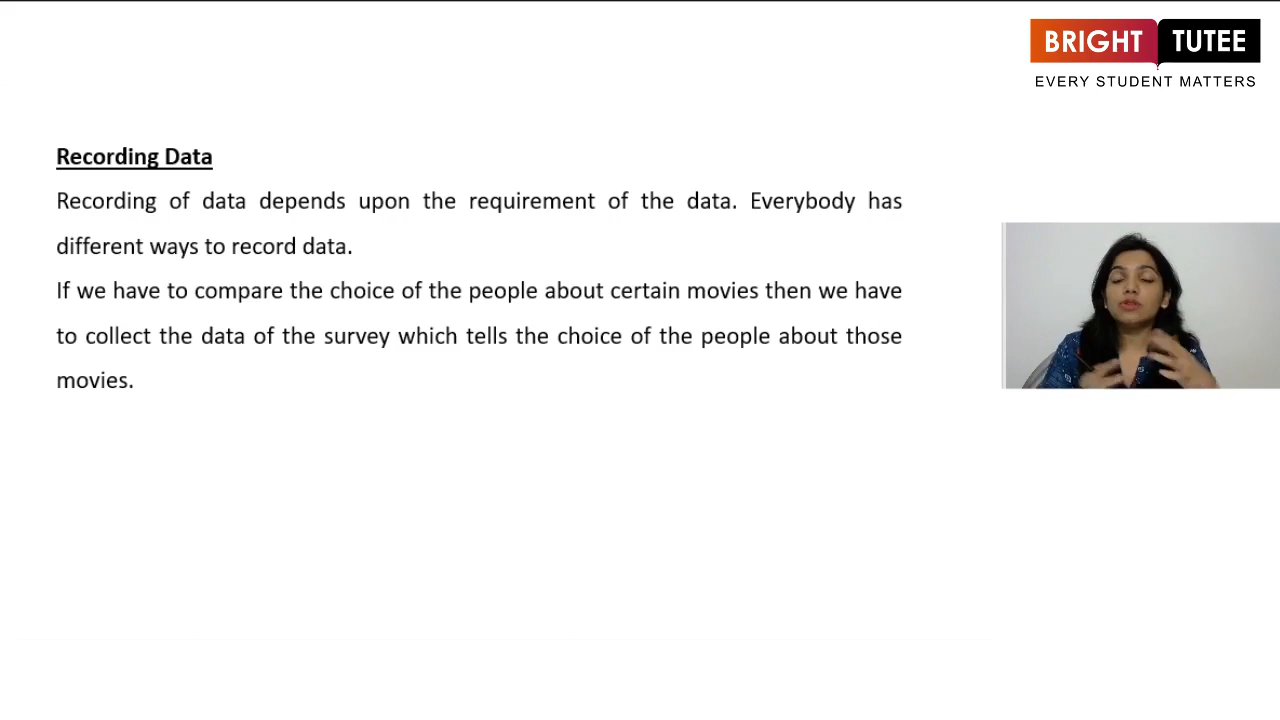 BRIGHT TUTEE
EVERY STUDENT MATTERS
Recording Data
Recording of data depends upon the requirement of the data. Everybody has
different ways to record data.
If we have to compare the choice of the people about certain movies then we have
to collect the data of the survey which tells the choice of the people about those
movies.